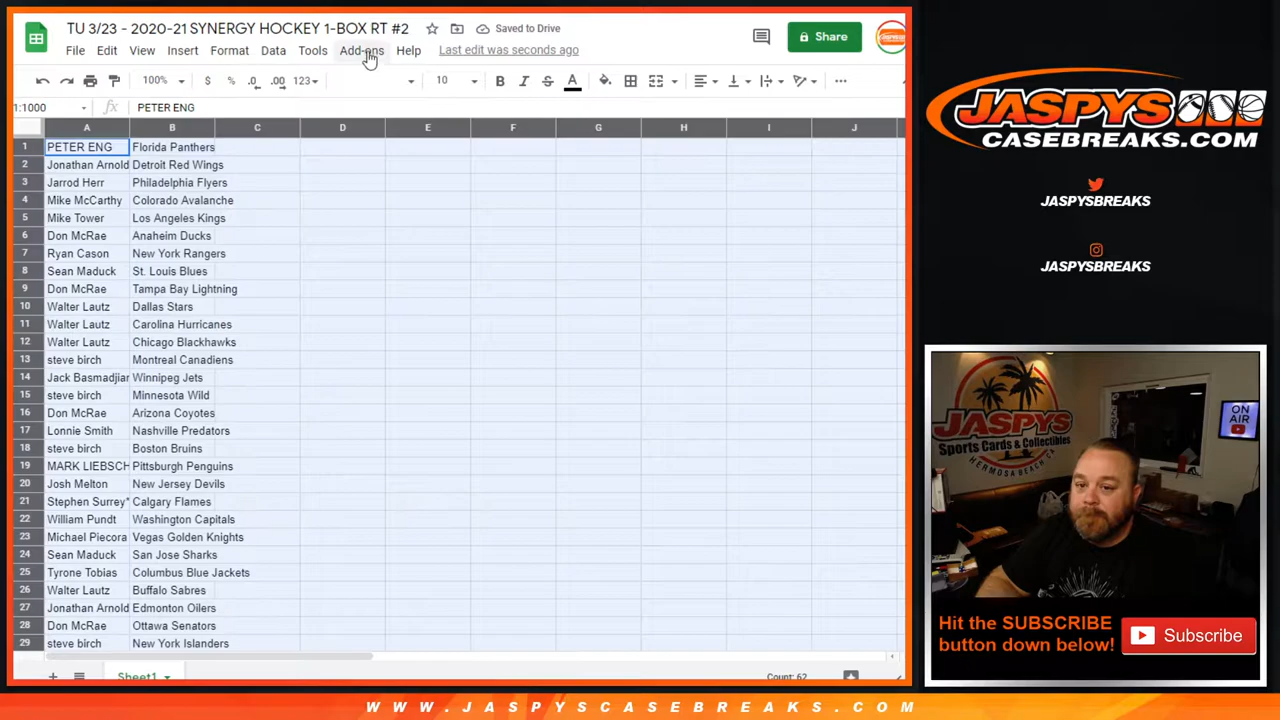 TU 3/23 - 2020-21 SYNERGY HOCKEY 1-BOX RT #2
Saved to Drive
File Edit View Insert Format Data Tools Add-ons Help Last edit was seconds ago
Share
100% $ % .0 .00 123 10 B I S A
1:1000 fx PETER ENG
A B C D E F G H I J
1 PETER ENG Florida Panthers
2 Jonathan Arnold Detroit Red Wings
3 Jarrod Herr Philadelphia Flyers
4 Mike McCarthy Colorado Avalanche
5 Mike Tower Los Angeles Kings
6 Don McRae Anaheim Ducks
7 Ryan Cason New York Rangers
8 Sean Maduck St. Louis Blues
9 Don McRae Tampa Bay Lightning
10 Walter Lautz Dallas Stars
11 Walter Lautz Carolina Hurricanes
12 Walter Lautz Chicago Blackhawks
13 steve birch Montreal Canadiens
14 Jack Basmadjian Winnipeg Jets
15 steve birch Minnesota Wild
16 Don McRae Arizona Coyotes
17 Lonnie Smith Nashville Predators
18 steve birch Boston Bruins
19 MARK LIEBSCH Pittsburgh Penguins
20 Josh Melton New Jersey Devils
21 Stephen Surrey* Calgary Flames
22 William Pundt Washington Capitals
23 Michael Piecora Vegas Golden Knights
24 Sean Maduck San Jose Sharks
25 Tyrone Tobias Columbus Blue Jackets
26 Walter Lautz Buffalo Sabres
27 Jonathan Arnold Edmonton Oilers
28 Don McRae Ottawa Senators
29 steve birch New York Islanders
Sheet1
Count: 62
JASPYS
CASEBREAKS.COM
JASPYSBREAKS
JASPYSBREAKS
JASPYS
Sports Cards & Collectibles
HERMOSA BEACH CA
ON
AIR
Hit the SUBSCRIBE
button down below!
Subscribe
WWW.JASPYSCASEBREAKS.COM